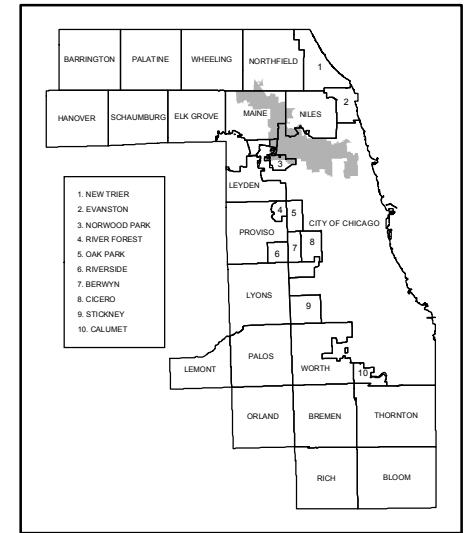 BARRINGTON PALATINE WHEELING NORTHFIELD 1
2
HANOVER SCHAUMBURG ELK GROVE MAINE NILES
3
LEYDEN
1. NEW TRIER
2. EVANSTON
3. NORWOOD PARK
4. RIVER FOREST
5. OAK PARK
6. RIVERSIDE
7. BERWYN
8. CICERO
9. STICKNEY
10. CALUMET
4 5
CITY OF CHICAGO
PROVISO
6 7 8
LYONS
9
PALOS
LEMONT WORTH 10
ORLAND BREMEN THORNTON
RICH BLOOM